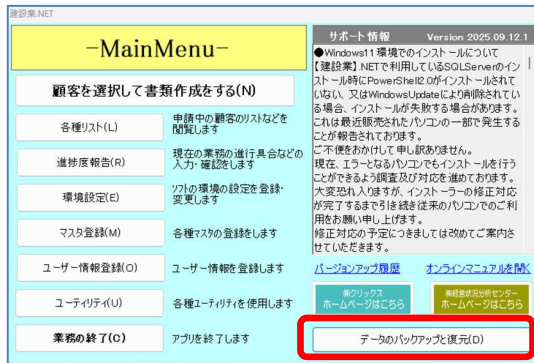 建設業.NET
-MainMenu-
顧客を選択して書類作成をする(N)
各種リスト(L)
申請中の顧客のリストなどを
閲覧します
進捗度報告(R)
現在の業務の進行具合などの
入力・確認をします
環境設定(E)
ソフトの環境の設定を登録・
変更します
マスタ登録(M)
各種マスタの登録をします
ユーザー情報登録(O)
ユーザー情報を登録します
ユーティリティ(U)
各種ユーティリティを使用します
業務の終了(C)
アプリを終了します
サポート情報
Version 2025.09.12.1
●Windows11環境でのインストールについて
【建設業】.NETで利用しているSQLServerのイン
ストール時にPowerShell2.0がインストールされて
いない、又はWindowsUpdateにより削除されてい
る場合、インストールが失敗する場合があります。
これは最近販売されたパソコンの一部で発生する
ことが報告されております。
ご不便をおかけして申し訳ありません。
現在、エラーとなるパソコンでもインストールを行う
ことができるよう調査及び対応を進めております。
大変恐れ入りますが、インストーラーの修正対応
が完了するまで引き続き従来のパソコンでのご利
用をお願い申し上げます。
修正対応の予定につきましては改めてご案内さ
せていただきます。
バージョンアップ履歴
オンラインマニュアルを開く
㈱クリックス
ホームページはこちら
㈱経営状況分析センター
ホームページはこちら
データのバックアップと復元(D)